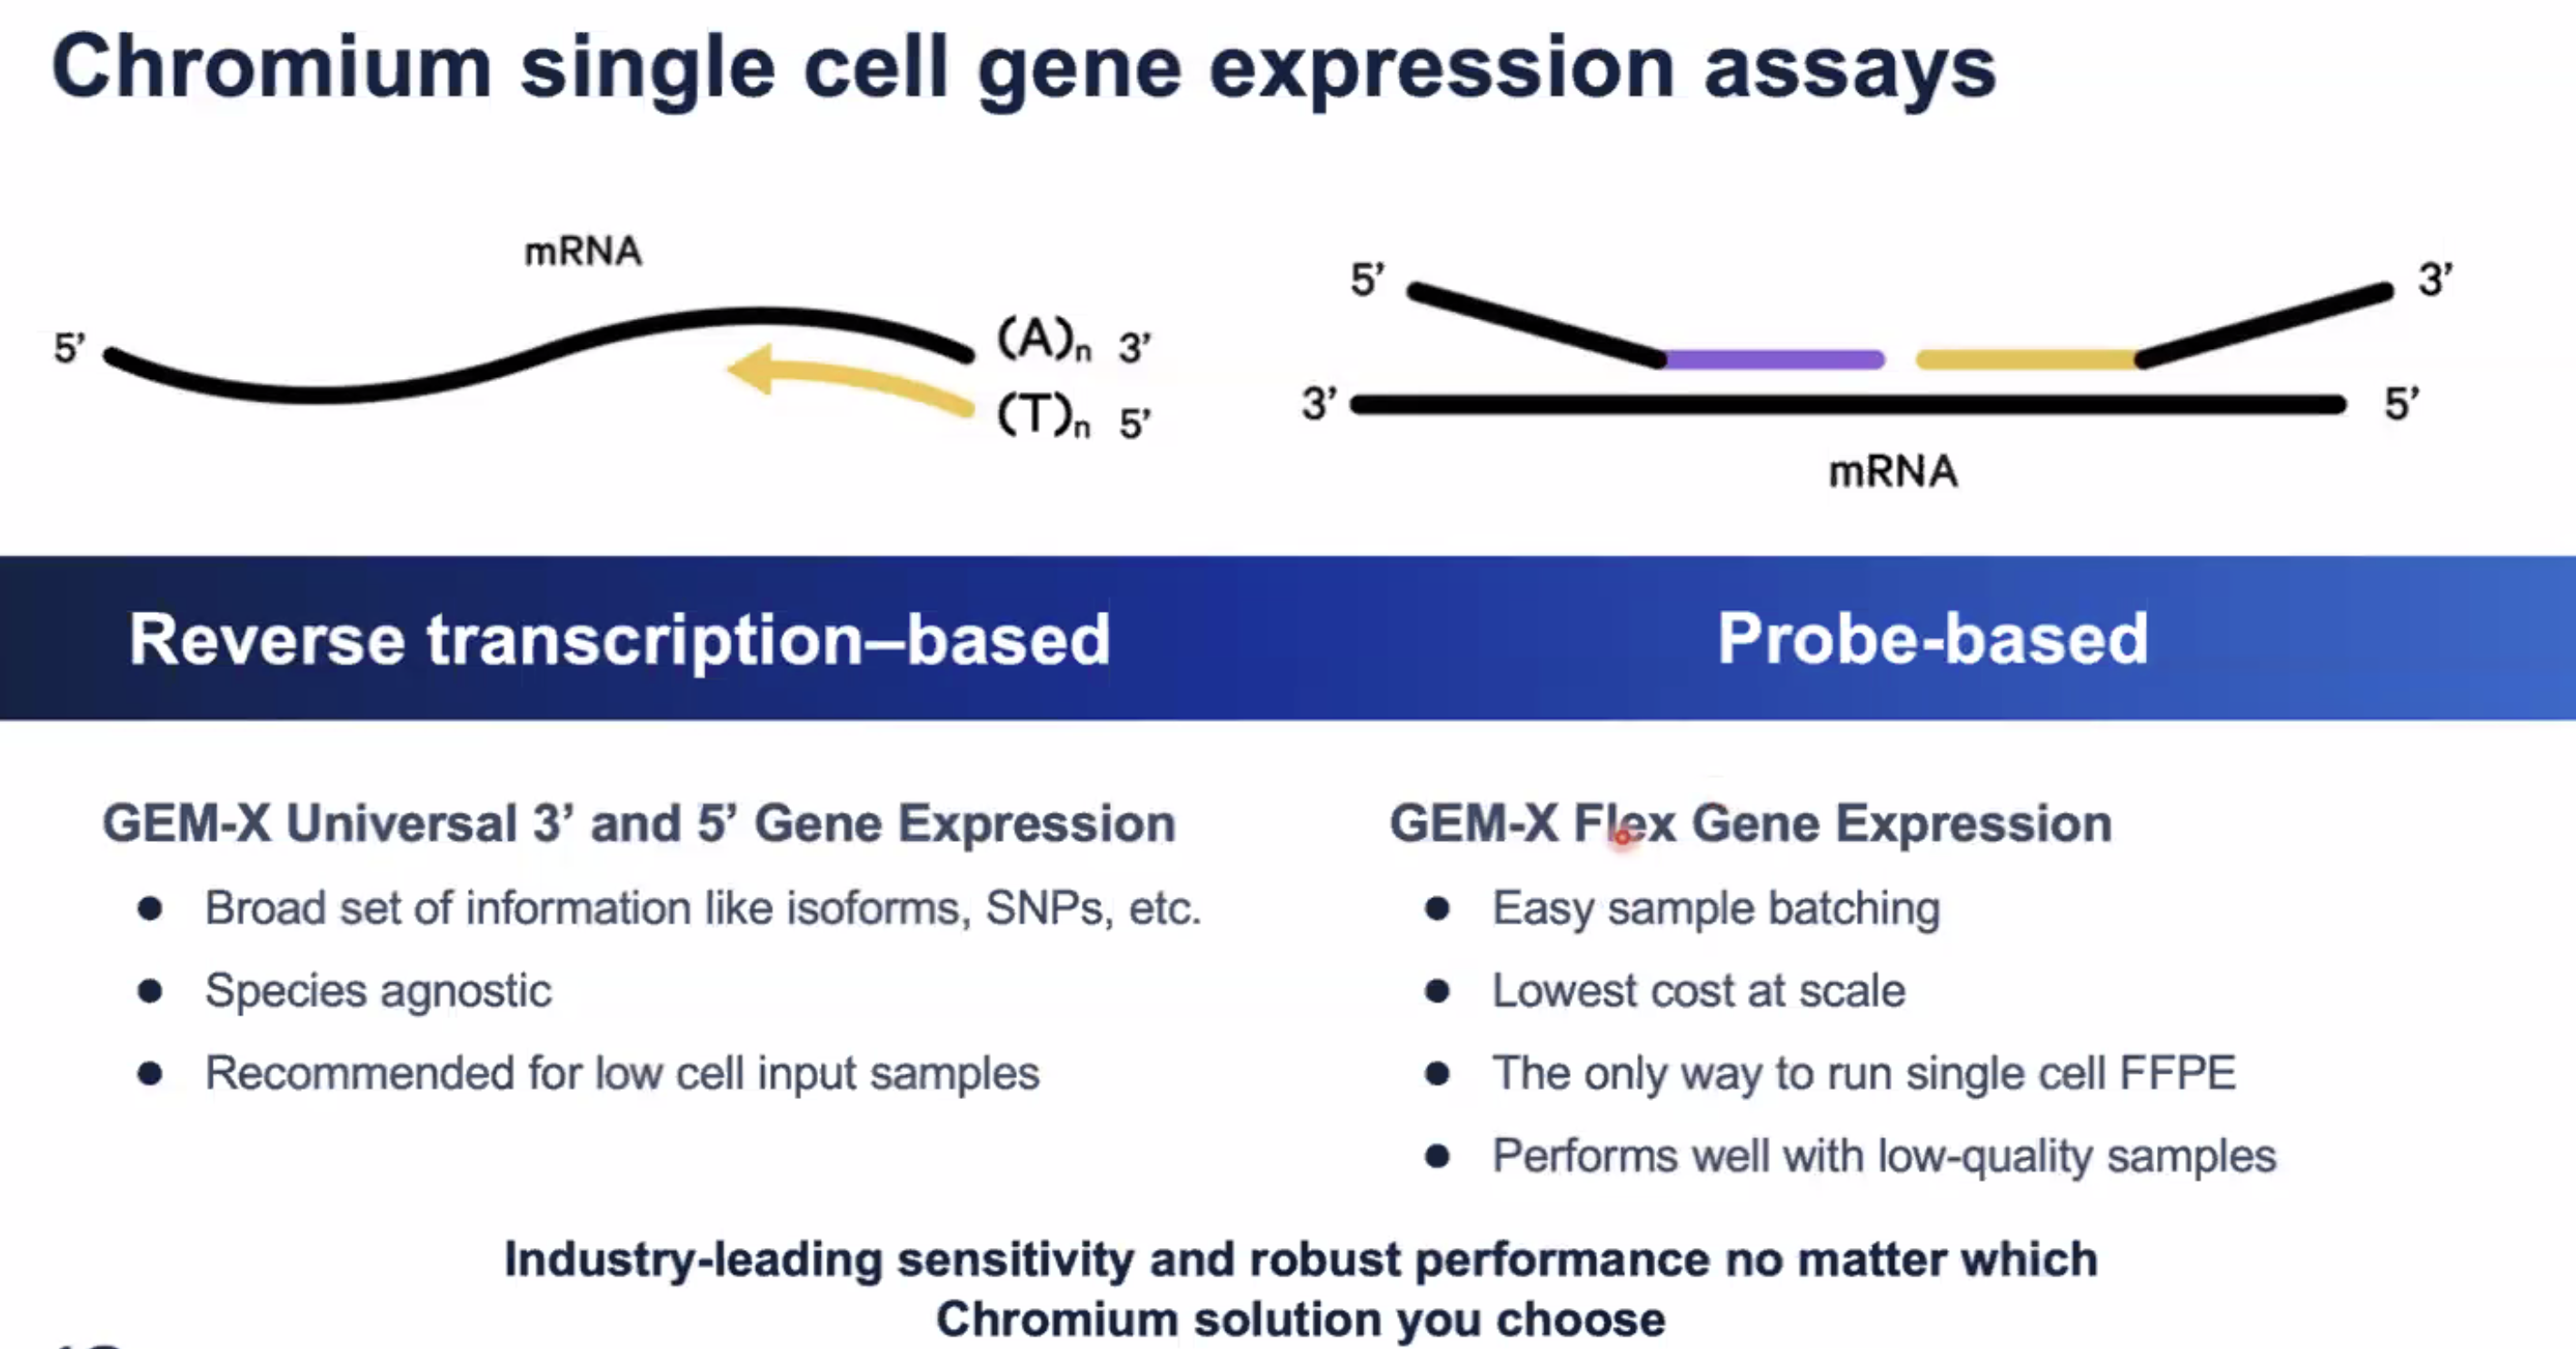 Chromium single cell gene expression assays
mRNA
5’
(A)n 3’
(T)n 5’
5’
3’
3’
5’
mRNA
Reverse transcription–based
Probe-based
GEM-X Universal 3’ and 5’ Gene Expression
Broad set of information like isoforms, SNPs, etc.
Species agnostic
Recommended for low cell input samples
GEM-X Flex Gene Expression
Easy sample batching
Lowest cost at scale
The only way to run single cell FFPE
Performs well with low-quality samples
Industry-leading sensitivity and robust performance no matter which
Chromium solution you choose